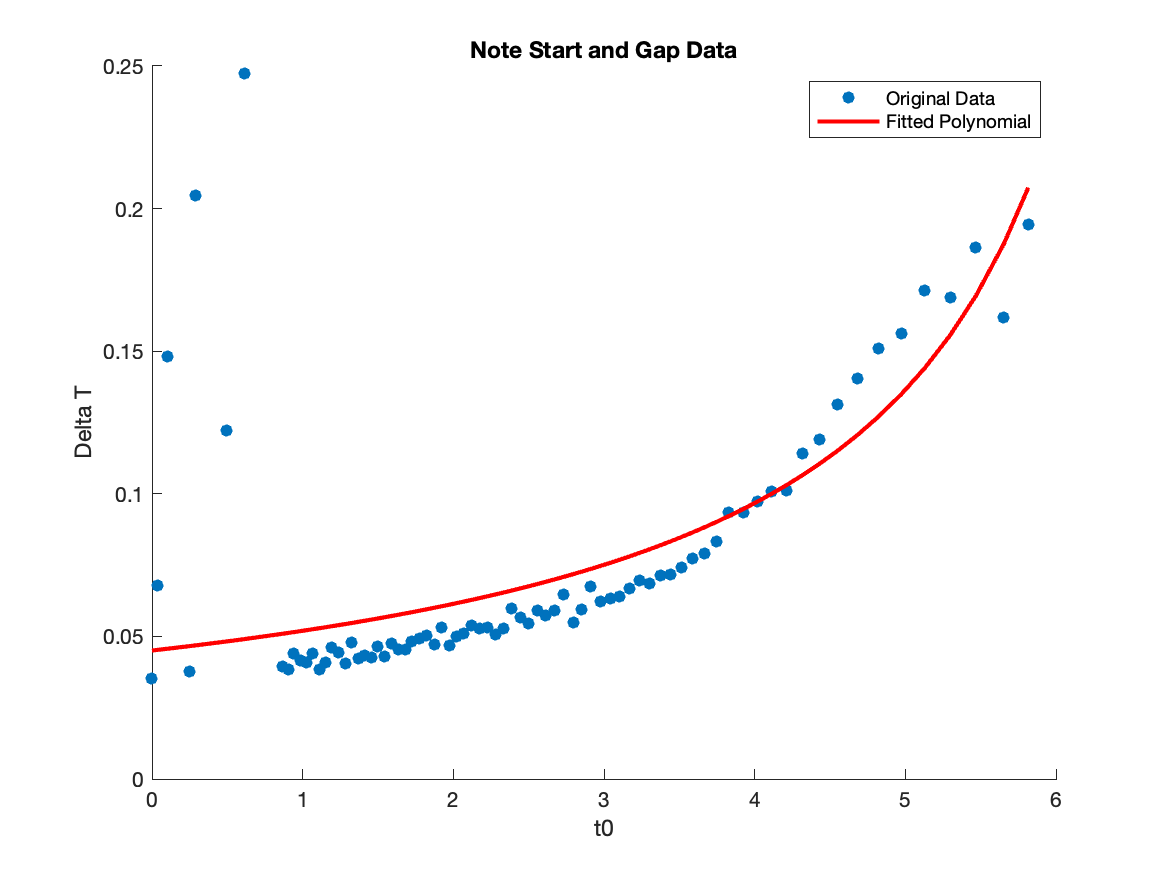 Note Start and Gap Data
Original Data
Fitted Polynomial
0.25
0.2
0.15
0.1
0.05
0
Delta T
0 1 2 3 4 5 6
t0